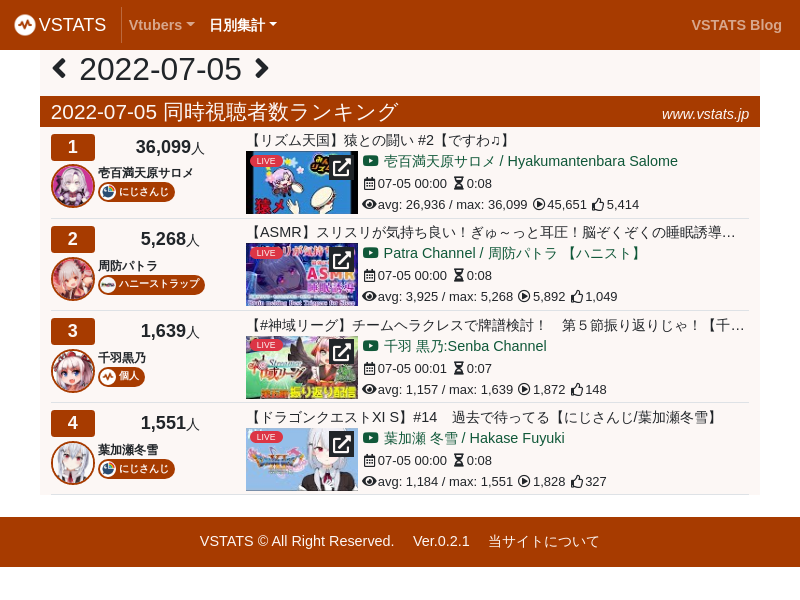 VSTATS Vtubers 日別集計 VSTATS Blog
2022-07-05
2022-07-05 同時視聴者数ランキング www.vstats.jp
1 36,099人
壱百満天原サロメ
にじさんじ
【リズム天国】猿との闘い #2【ですわ♫】
LIVE
壱百満天原サロメ / Hyakumantenbara Salome
07-05 00:00 0:08
avg: 26,936 / max: 36,099 45,651 5,414
2 5,268人
周防パトラ
ハニーストラップ
【ASMR】スリスリが気持ち良い！ぎゅ～っと耳圧！脳ぞくぞくの睡眠誘導…
LIVE
ASMR
Patra Channel / 周防パトラ 【ハニスト】
07-05 00:00 0:08
avg: 3,925 / max: 5,268 5,892 1,049
3 1,639人
千羽黒乃
個人
【#神域リーグ】チームヘラクレスで牌譜検討！　第５節振り返りじゃ！【千…
LIVE
神域リーグ
振り返り配信
千羽 黒乃:Senba Channel
07-05 00:01 0:07
avg: 1,157 / max: 1,639 1,872 148
4 1,551人
葉加瀬冬雪
にじさんじ
【ドラゴンクエストXI S】#14　過去で待ってる【にじさんじ/葉加瀬冬雪】
LIVE
葉加瀬 冬雪 / Hakase Fuyuki
07-05 00:00 0:08
avg: 1,184 / max: 1,551 1,828 327
VSTATS © All Right Reserved. Ver.0.2.1 当サイトについて